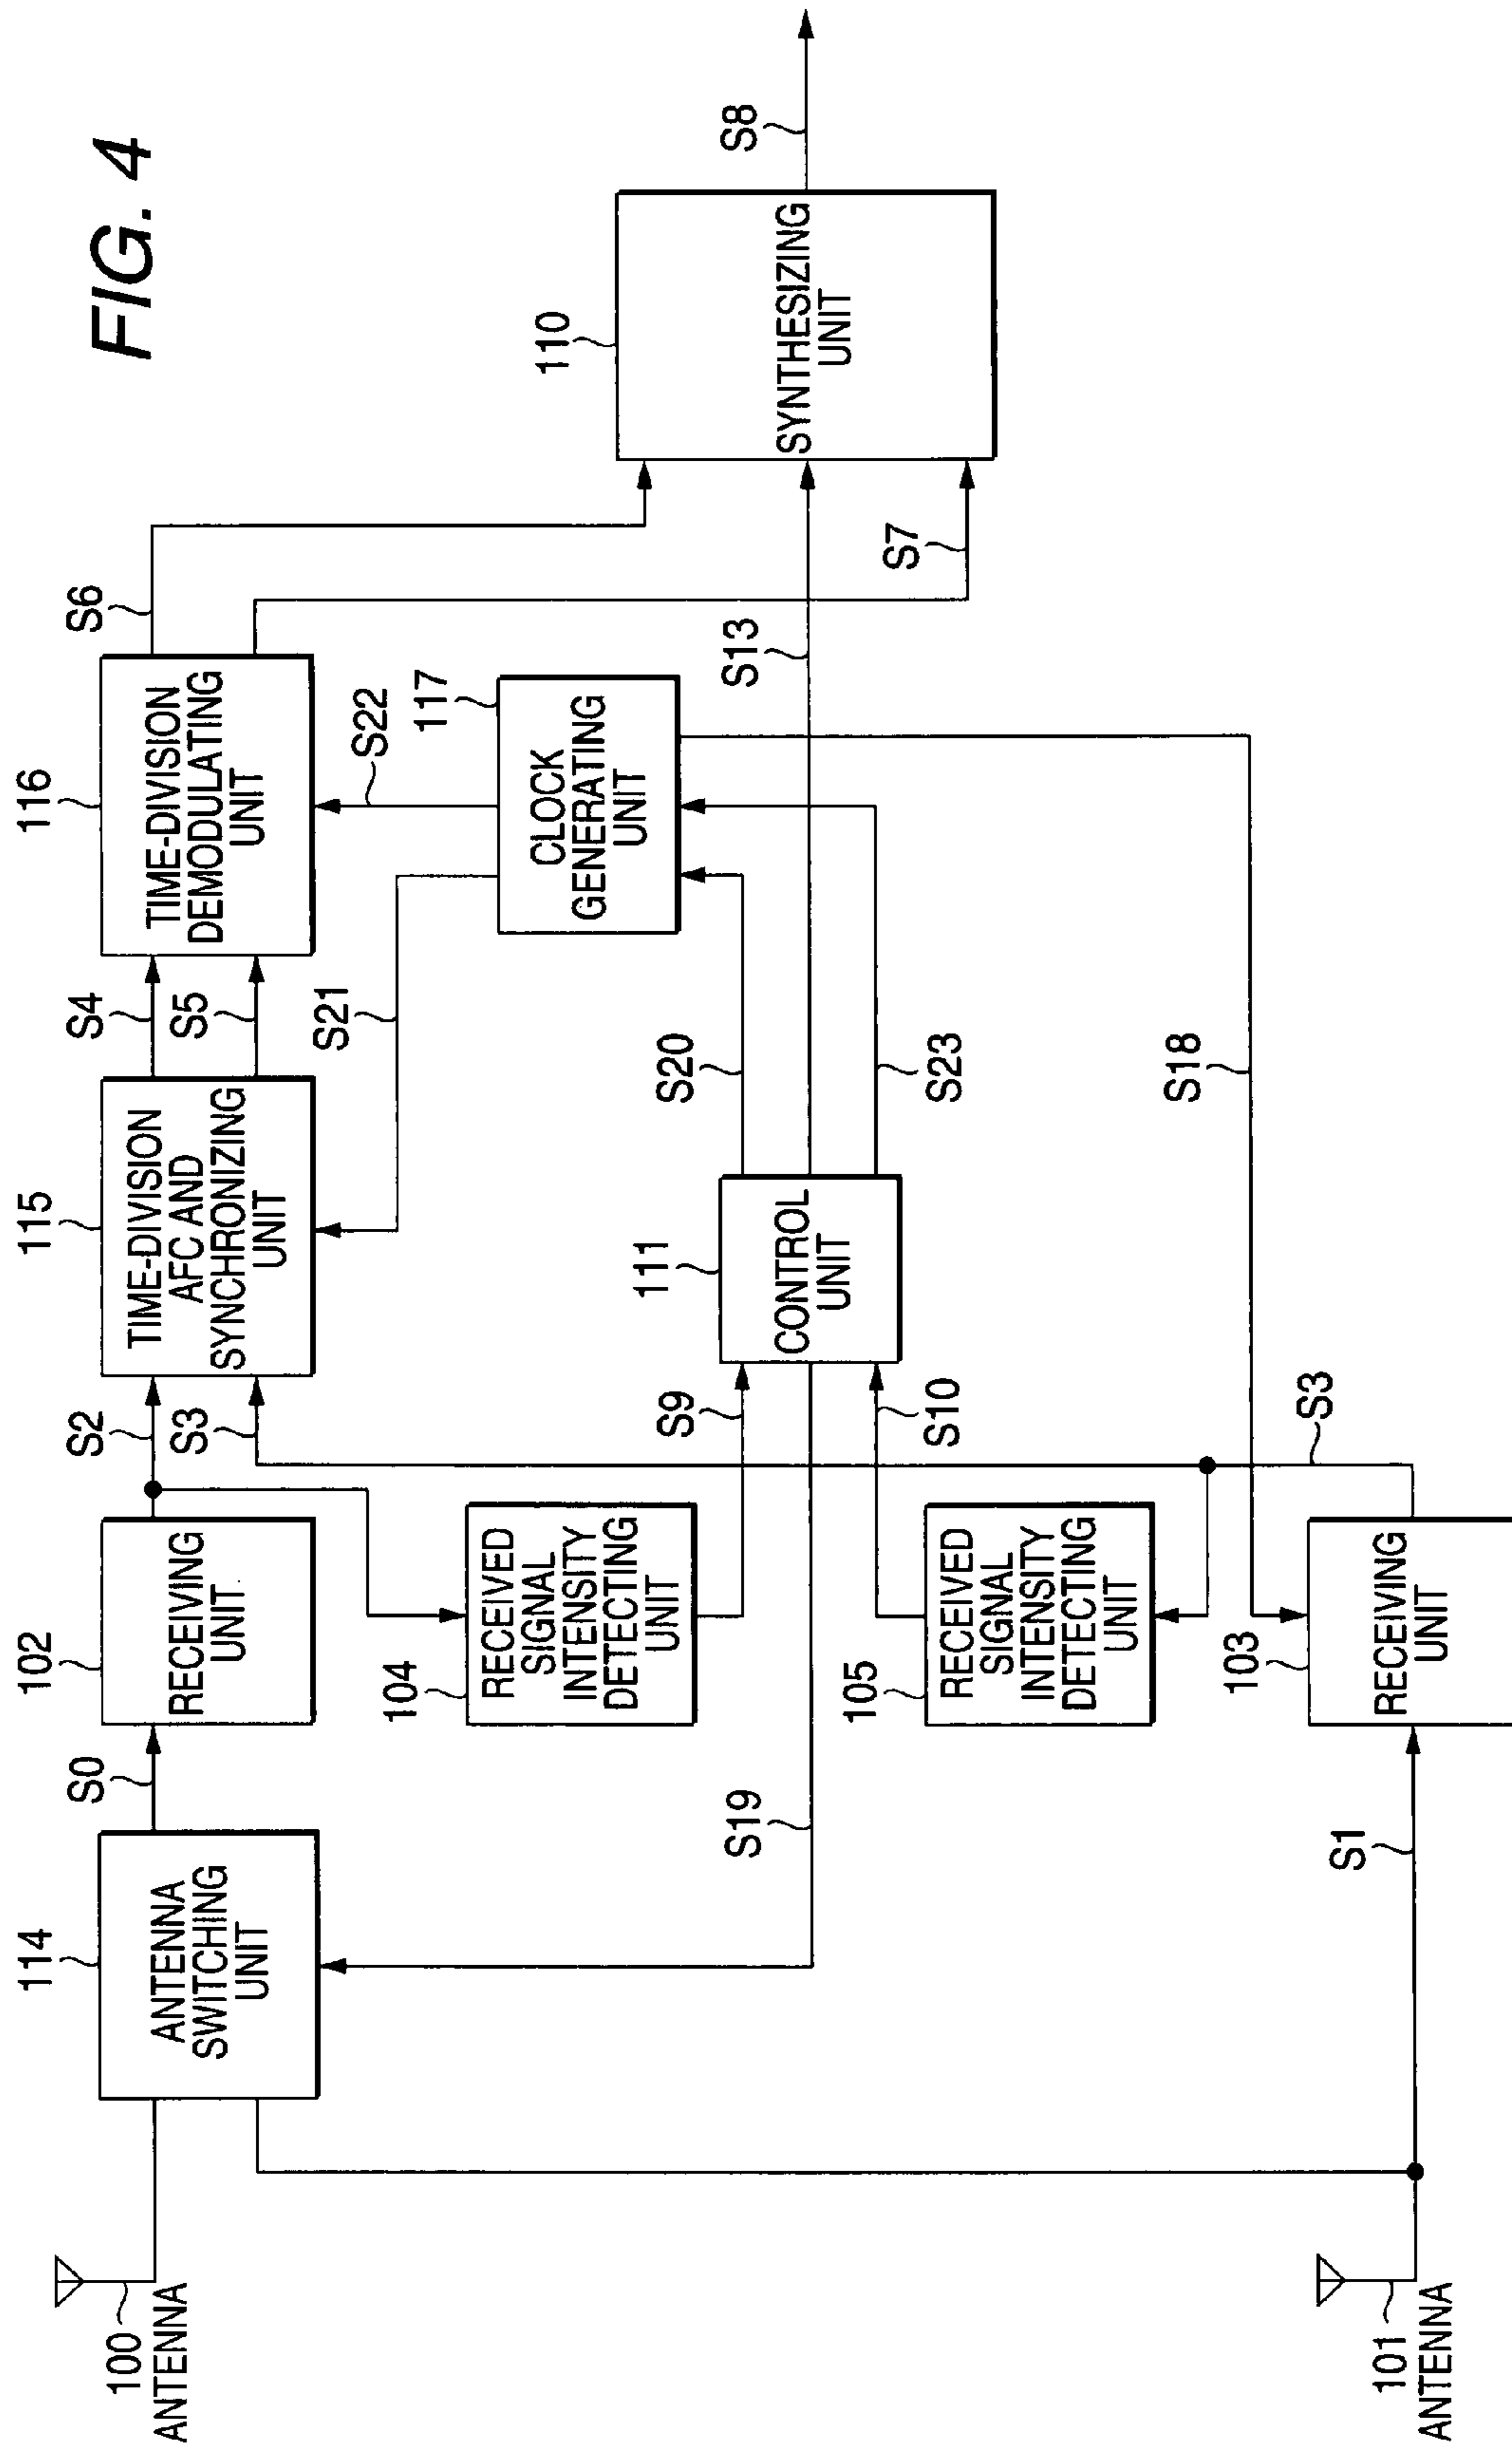 FIG. 4
100
ANTENNA
114
ANTENNA
SWITCHING
UNIT
S0
102
RECEIVING
UNIT
S2
S3
115
TIME-DIVISION
AFC AND
SYNCHRONIZING
UNIT
S4
S5
116
TIME-DIVISION
DEMODULATING
UNIT
S6
S21
S22
117
CLOCK
GENERATING
UNIT
104
RECEIVED
SIGNAL
INTENSITY
DETECTING
UNIT
S9
S19
111
CONTROL
UNIT
S20
S13
S23
S10
S7
110
SYNTHESIZING
UNIT
S8
105
RECEIVED
SIGNAL
INTENSITY
DETECTING
UNIT
S18
S3
101
ANTENNA
S1
103
RECEIVING
UNIT